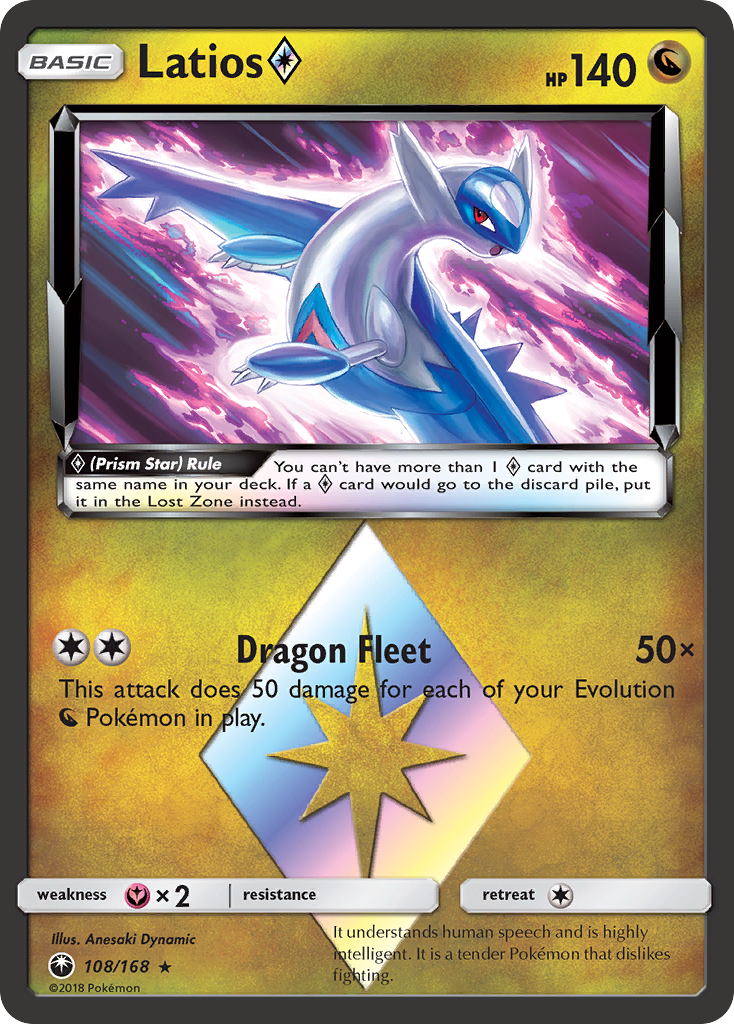 BASIC Latios HP 140
(Prism Star) Rule You can't have more than 1 card with the
same name in your deck. If a card would go to the discard pile, put
it in the Lost Zone instead.
Dragon Fleet 50×
This attack does 50 damage for each of your Evolution
Pokémon in play.
weakness × 2 resistance retreat
Illus. Anesaki Dynamic
108/168 ★
©2018 Pokémon
It understands human speech and is highly
intelligent. It is a tender Pokémon that dislikes
fighting.